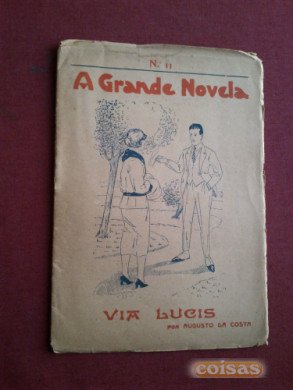 N.º 11
A Grande Novela
VIA LUCIS
POR AUGUSTO DA COSTA
coisas